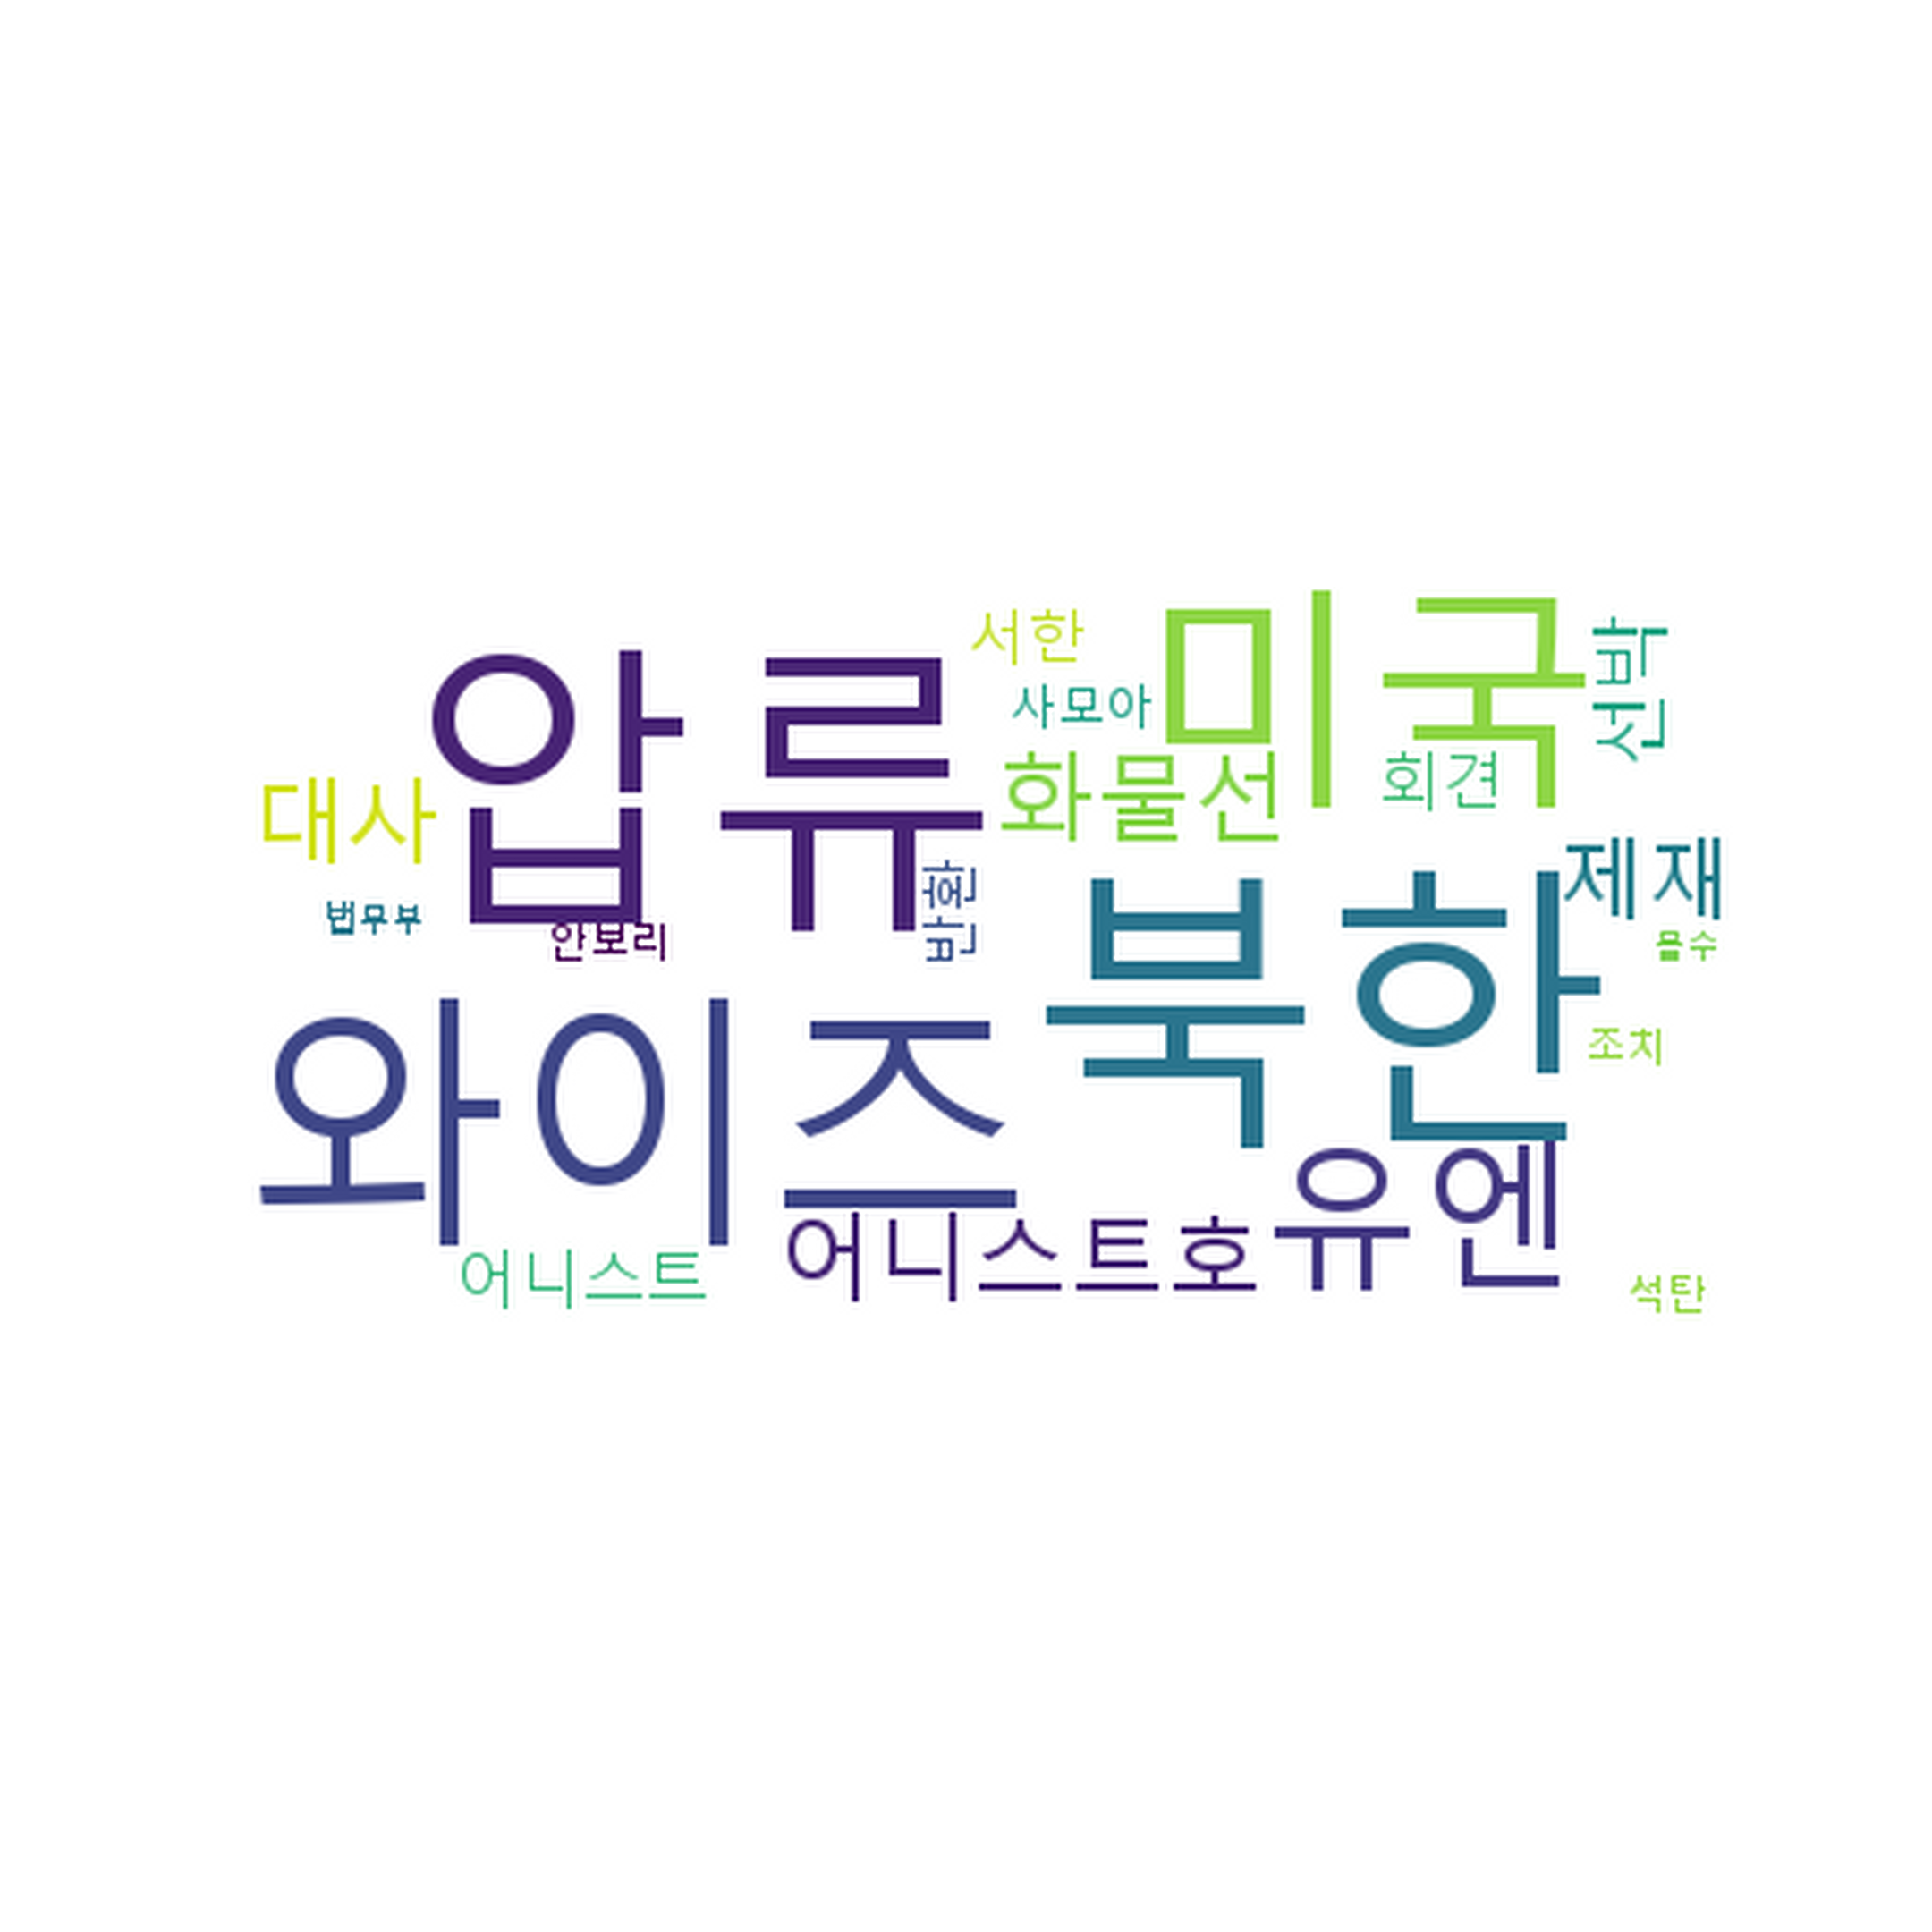 서한
미국
선박
압류
사모아
화물선
회견
대사
제재
북한
법무부
안보리
몰수
와이즈
조치
유엔
어니스트호
어니스트
석탄